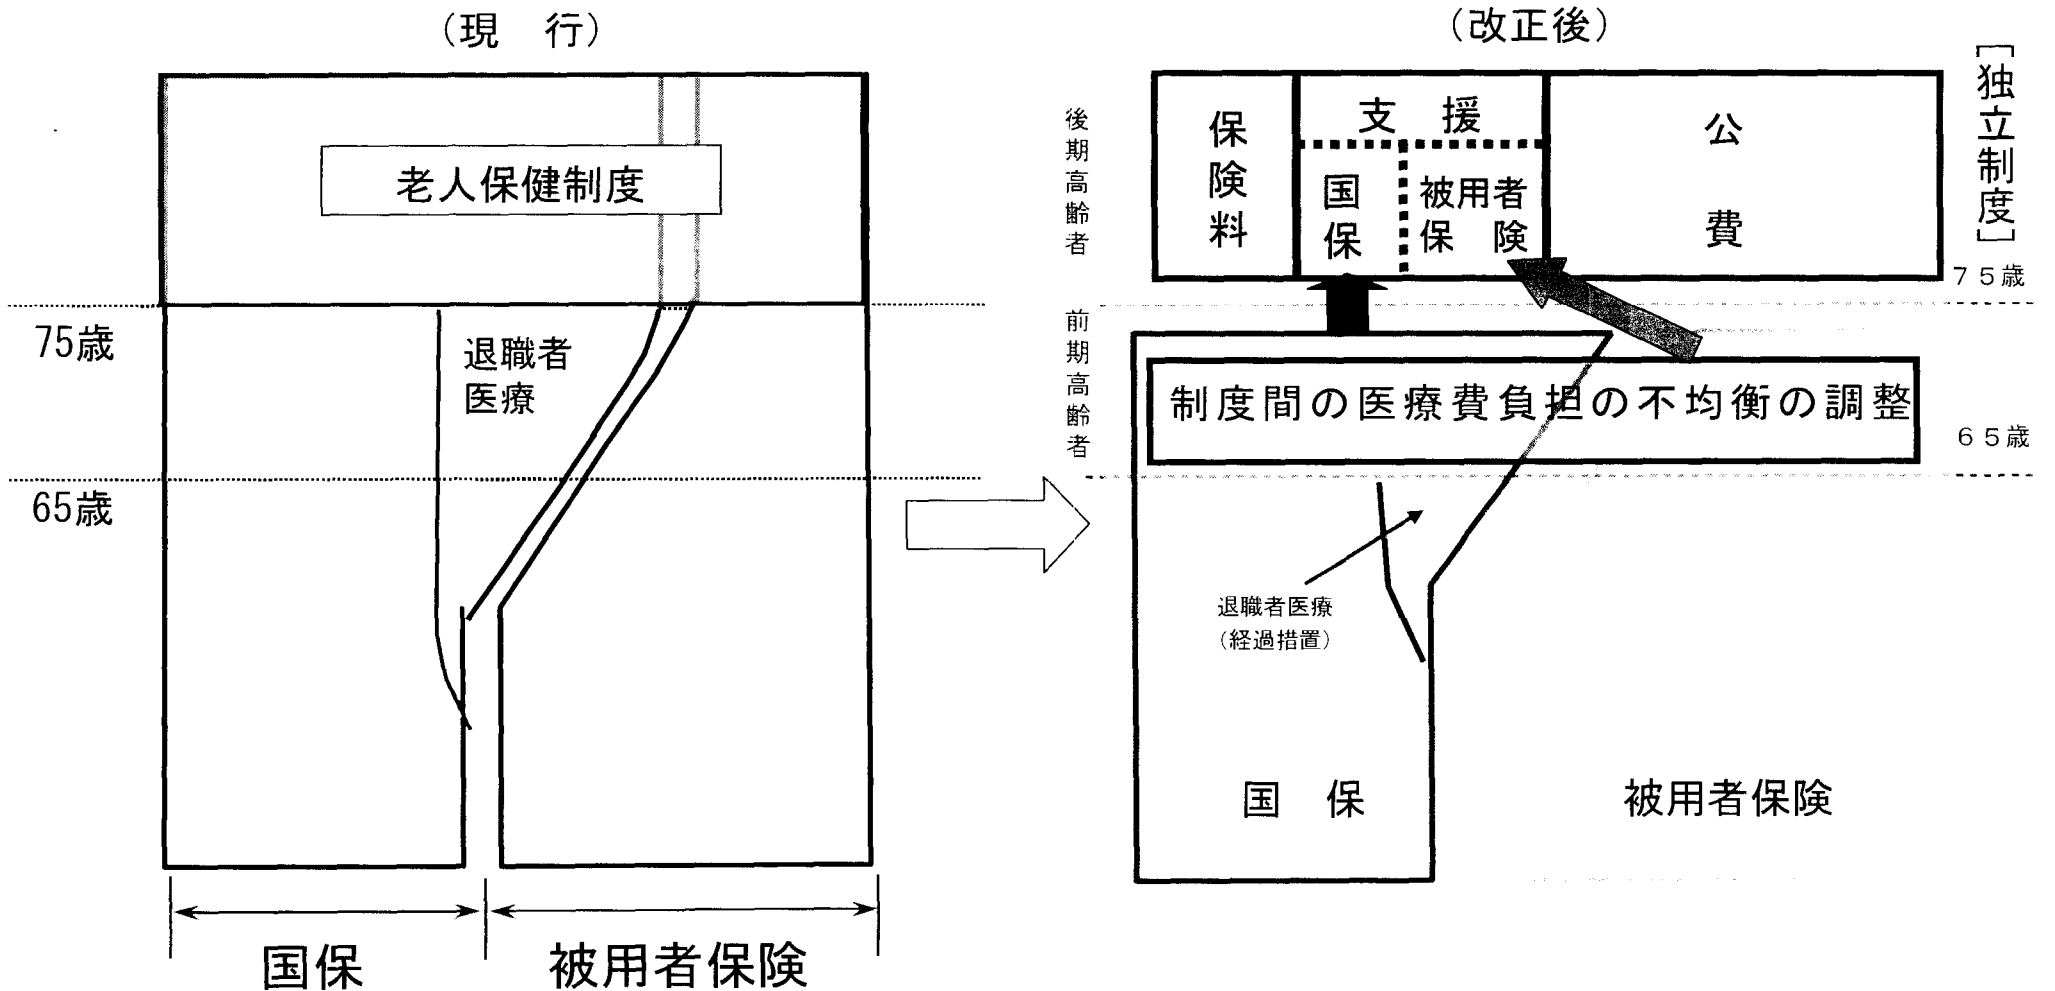 （現　行）
老人保健制度
75歳
退職者
医療
65歳
国保
被用者保険
（改正後）
［独立制度］
後期高齢者
保険料
支　援
国保
被用者
保　険
公費
７５歳
前期高齢者
制度間の医療費負担の不均衡の調整
６５歳
退職者医療
（経過措置）
国　保
被用者保険